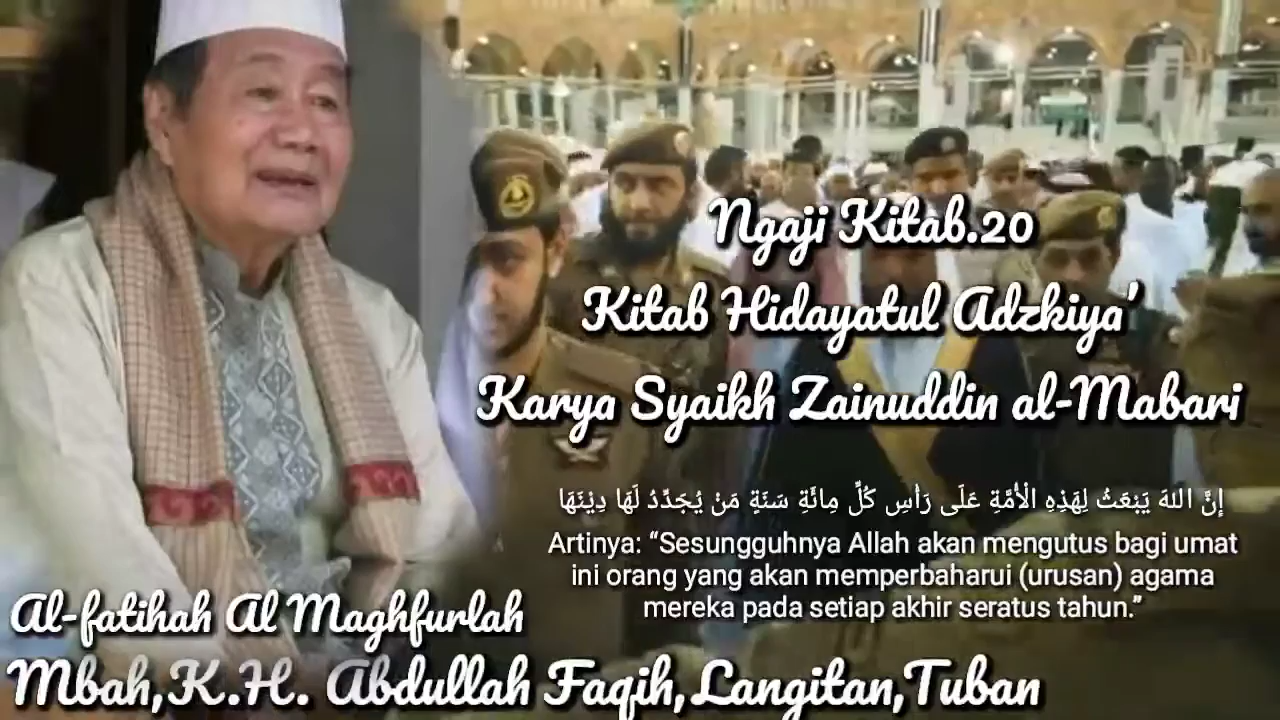 Ngaji Kitab.20
Kitab Hidayatul Adzkiya'
Karya Syaikh Zainuddin al-Mabari
إِنَّ اللهَ يَبْعَثُ لِهَذِهِ الْأُمَّةِ عَلَى رَأْسِ كُلِّ مِائَةِ سَنَةٍ مَنْ يُجَدِّدُ لَهَا دِيْنَهَا
Artinya: “Sesungguhnya Allah akan mengutus bagi umat
ini orang yang akan memperbaharui (urusan) agama
mereka pada setiap akhir seratus tahun.”
Al-fatihah Al Maghfurlah
Mbah,K.H. Abdullah Faqih,Langitan,Tuban